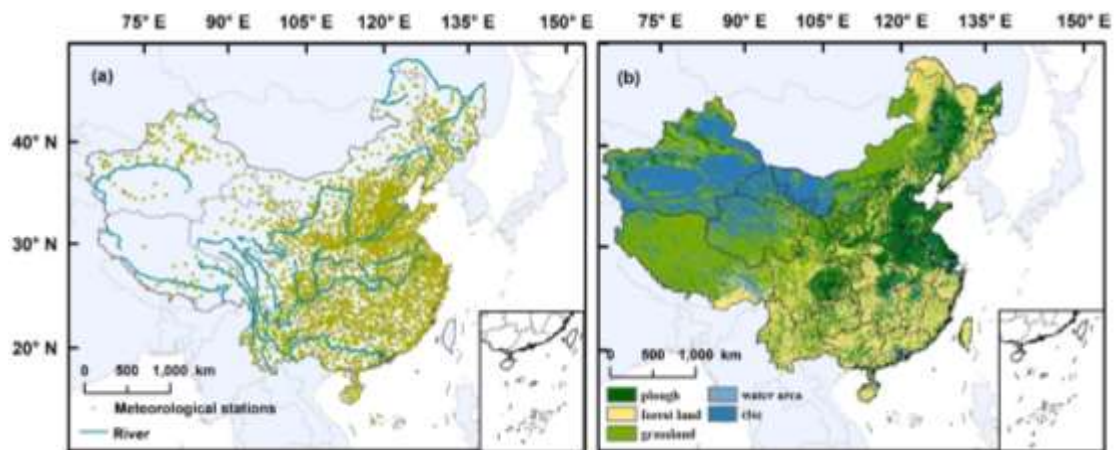 75° E 90° E 105° E 120° E 135° E 150° E
75° E 90° E 105° E 120° E 135° E 150° E
(a)
40° N
30° N
20° N
0 500 1,000 km
Meteorological stations
River
(b)
0 500 1,000 km
plough
water area
forest land
else
grassland